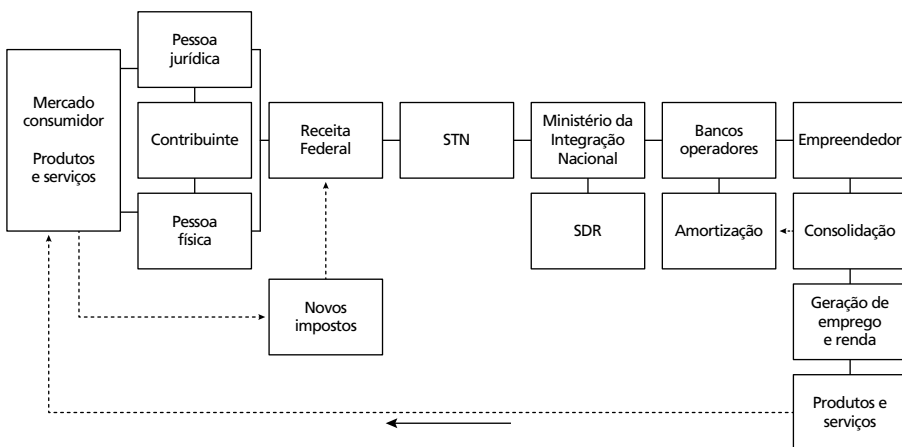 Mercado
consumidor
Produtos
e serviços
Pessoa
jurídica
Contribuinte
Pessoa
física
Receita
Federal
Novos
impostos
STN
Ministério da
Integração
Nacional
SDR
Bancos
operadores
Amortização
Empreendedor
Consolidação
Geração de
emprego
e renda
Produtos e
serviços